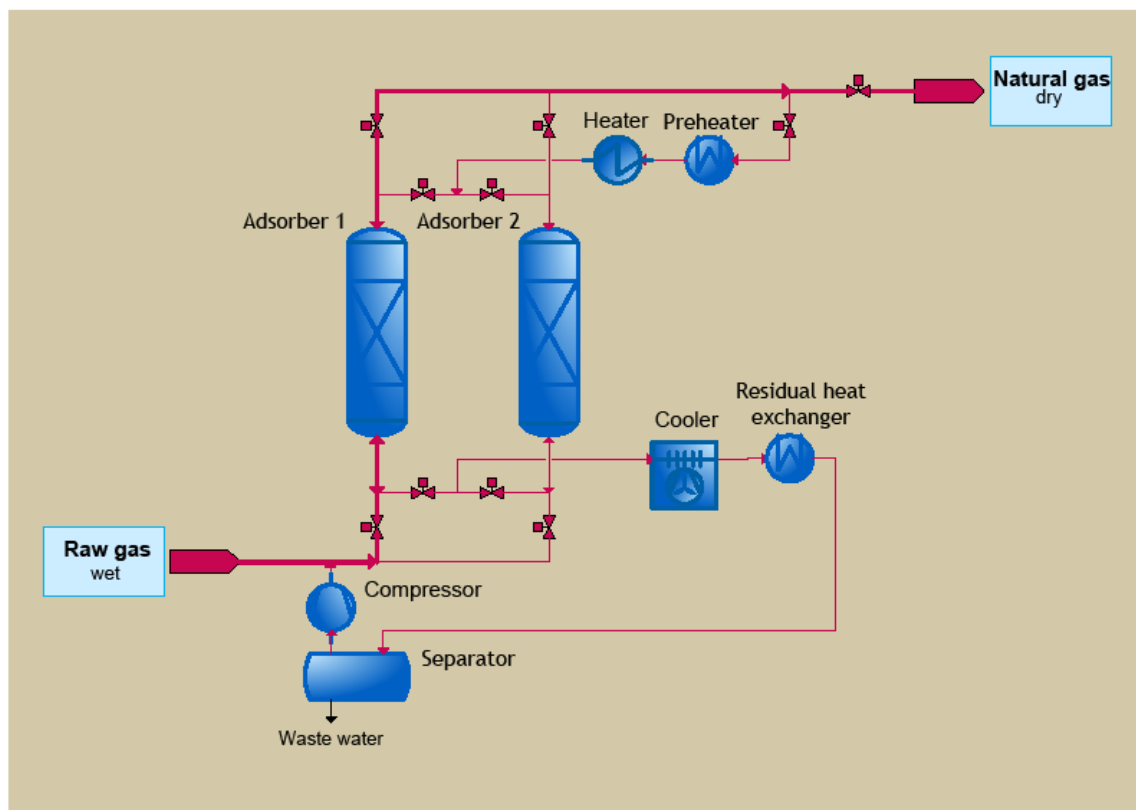 Natural gas
dry
Heater
Preheater
Adsorber 1
Adsorber 2
Residual heat
exchanger
Cooler
Raw gas
wet
Compressor
Separator
Waste water